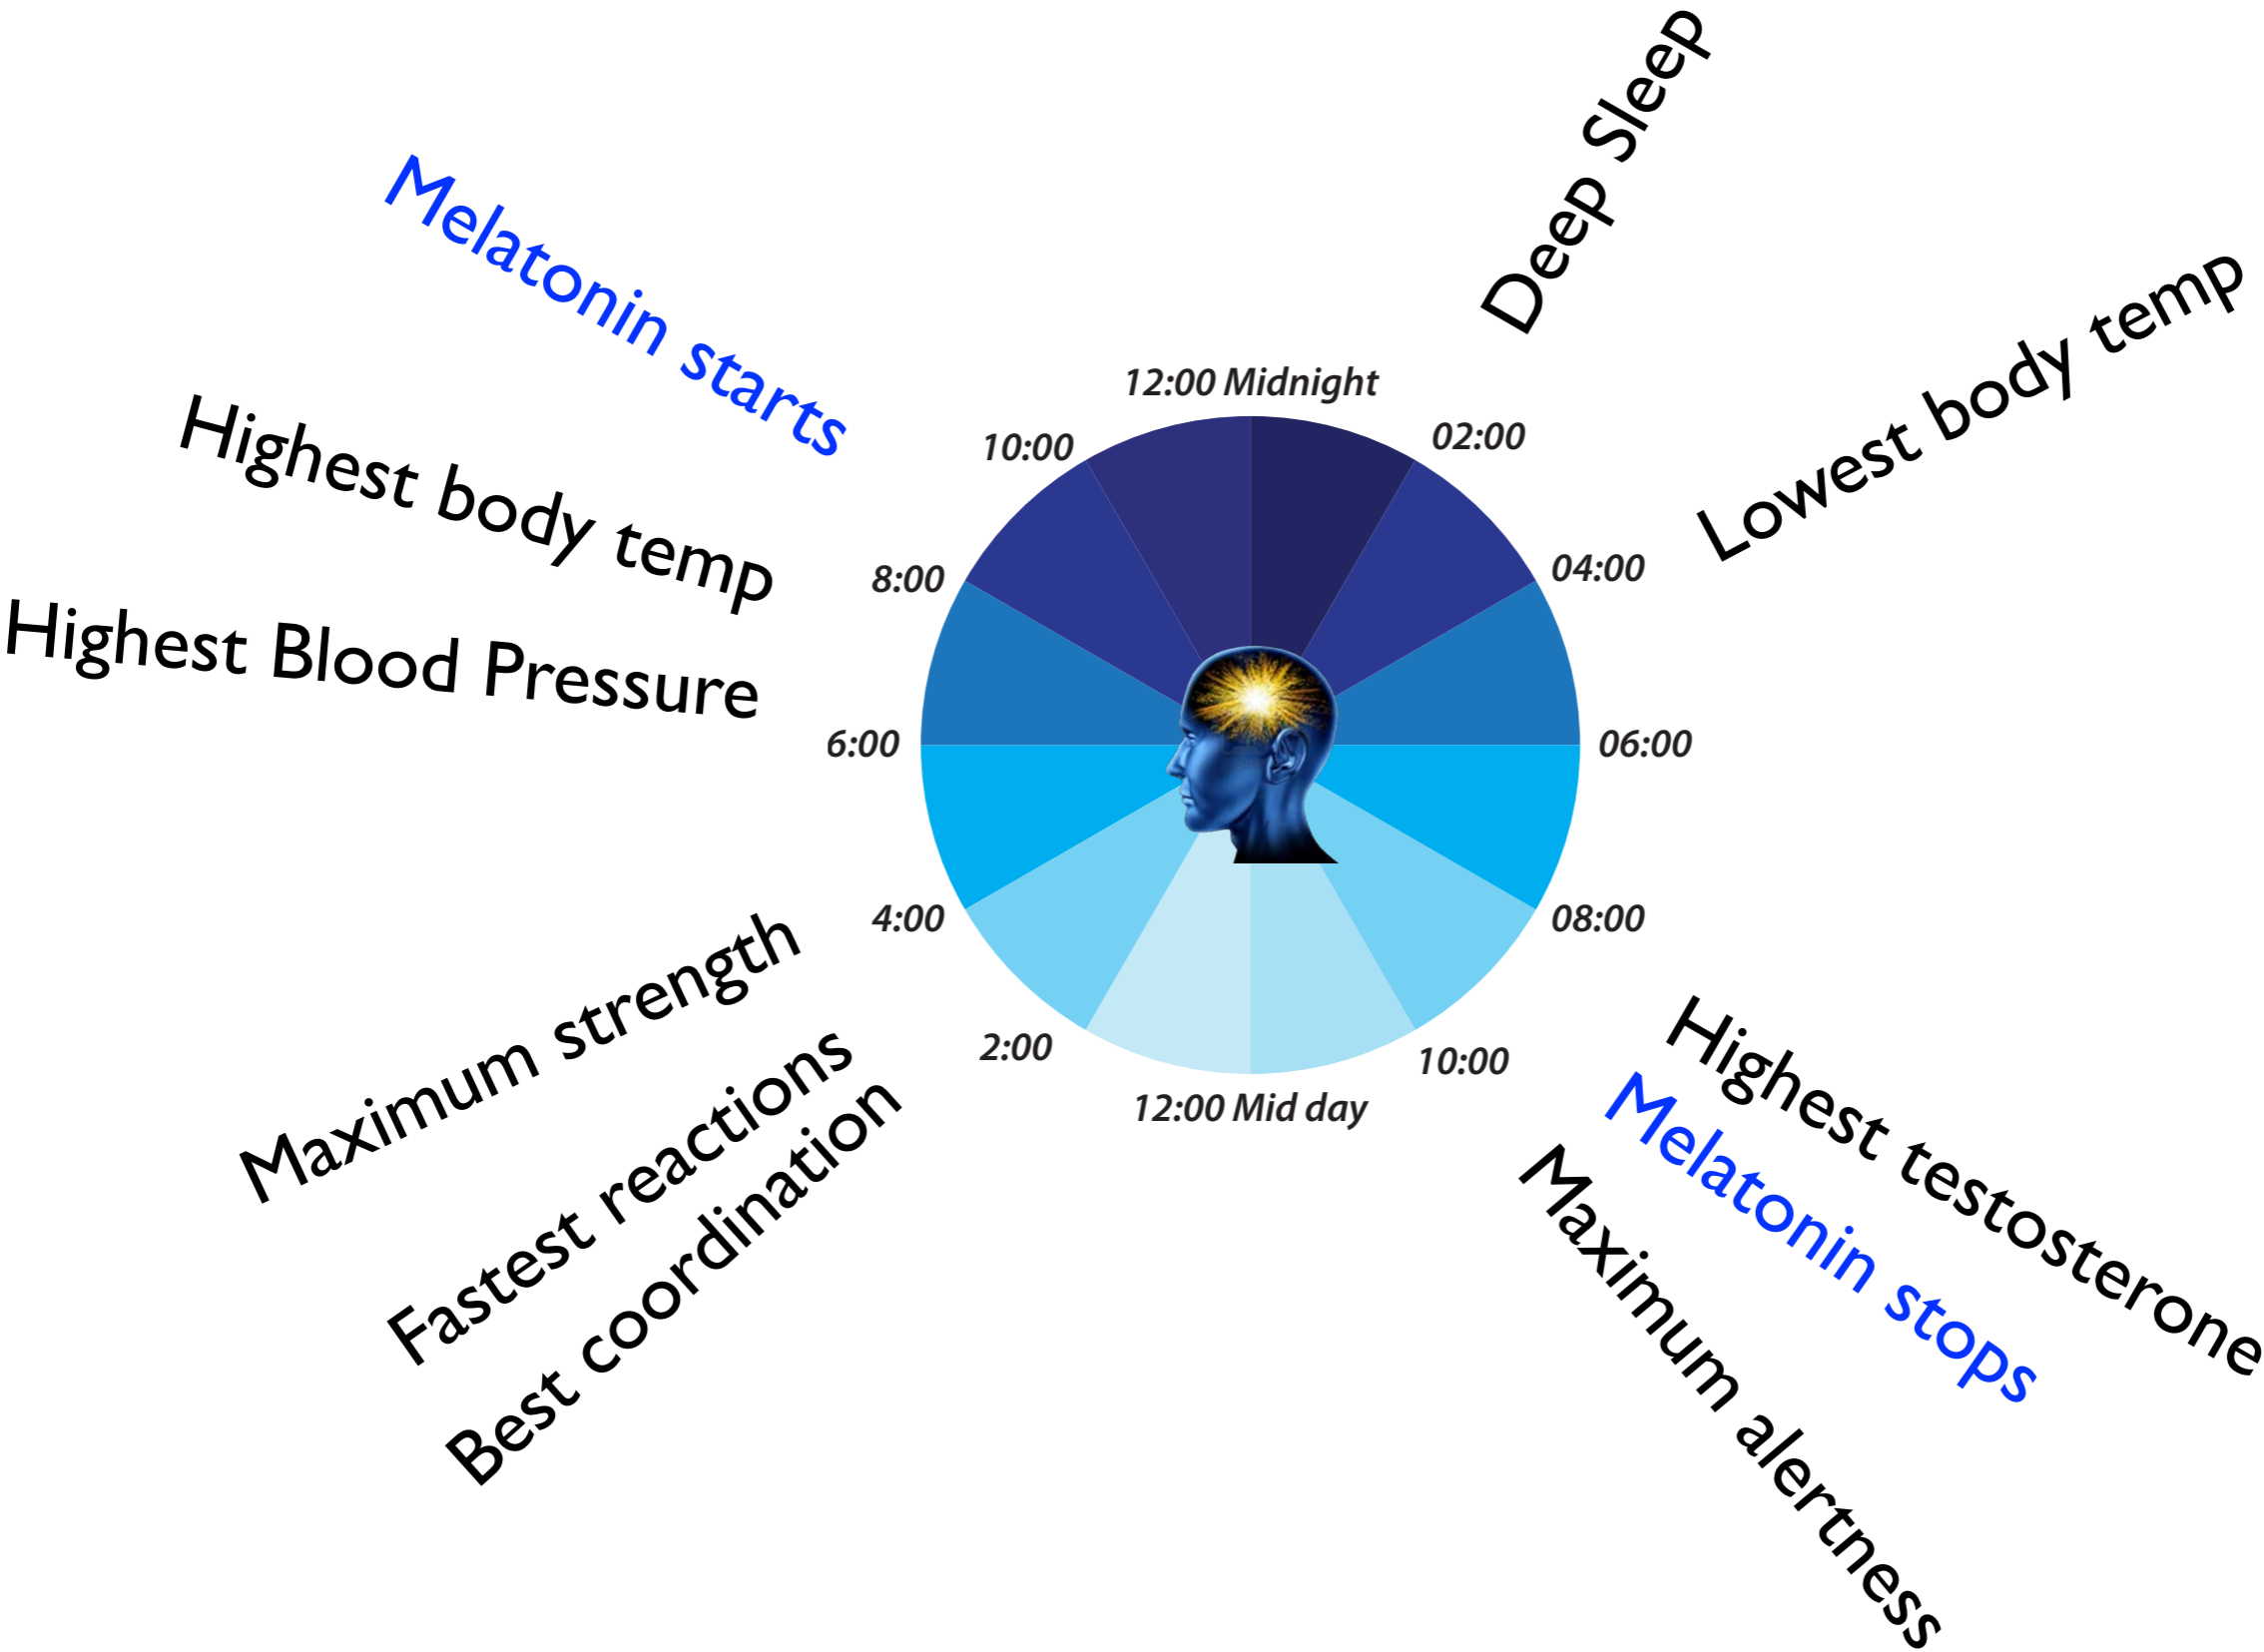 Deep Sleep
Melatonin starts
Lowest body temp
Highest body temp
12:00 Midnight
10:00
02:00
8:00
04:00
Highest Blood Pressure
6:00
06:00
4:00
08:00
Maximum strength
2:00
10:00
12:00 Mid day
Highest testosterone
Fastest reactions
Melatonin stops
Best coordination
Maximum alertness